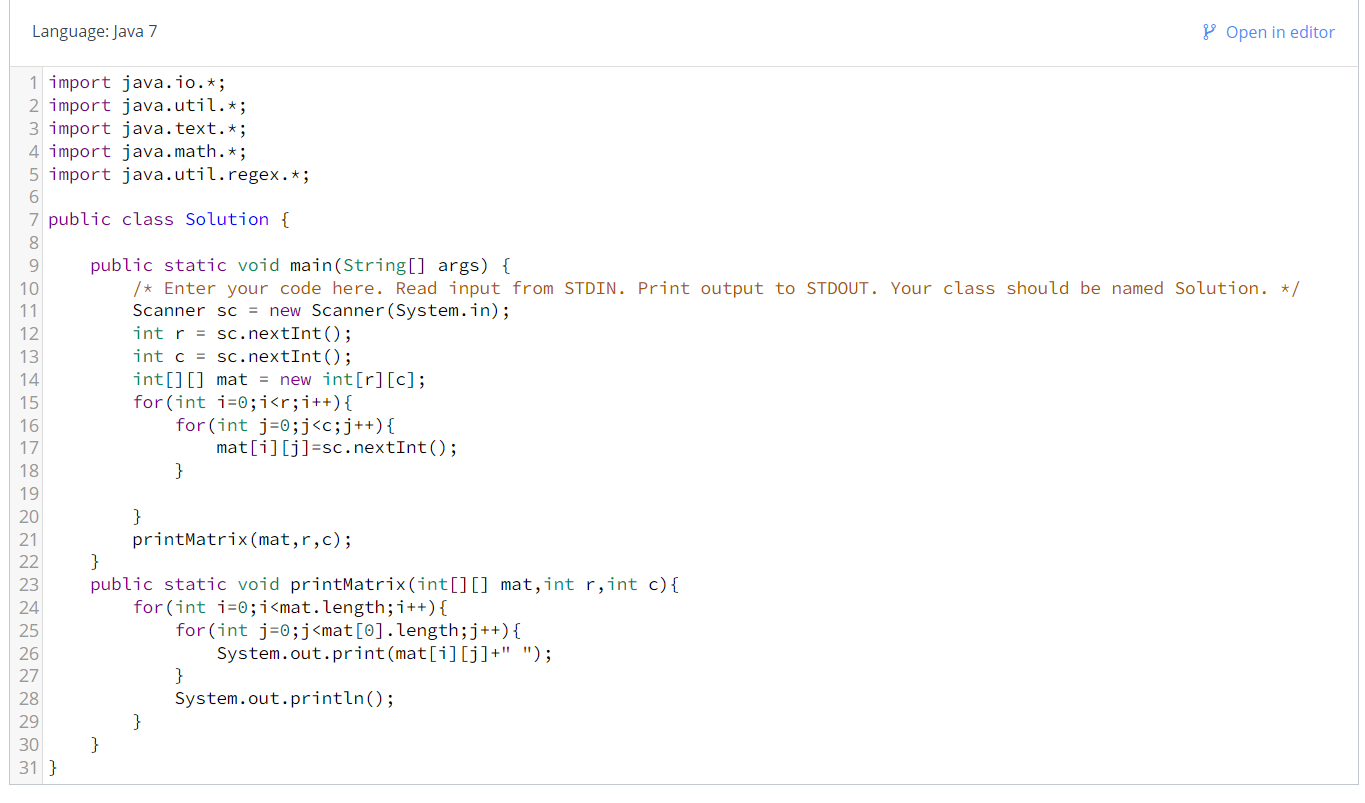 Language: Java 7
Open in editor
1 import java.io.*;
2 import java.util.*;
3 import java.text.*;
4 import java.math.*;
5 import java.util.regex.*;
6
7 public class Solution {
8
9     public static void main(String[] args) {
10         /* Enter your code here. Read input from STDIN. Print output to STDOUT. Your class should be named Solution. */
11         Scanner sc = new Scanner(System.in);
12         int r = sc.nextInt();
13         int c = sc.nextInt();
14         int[][] mat = new int[r][c];
15         for(int i=0;i<r;i++){
16             for(int j=0;j<c;j++){
17                 mat[i][j]=sc.nextInt();
18             }
19
20         }
21         printMatrix(mat,r,c);
22     }
23     public static void printMatrix(int[][] mat,int r,int c){
24         for(int i=0;i<mat.length;i++){
25             for(int j=0;j<mat[0].length;j++){
26                 System.out.print(mat[i][j]+" ");
27             }
28             System.out.println();
29         }
30     }
31 }